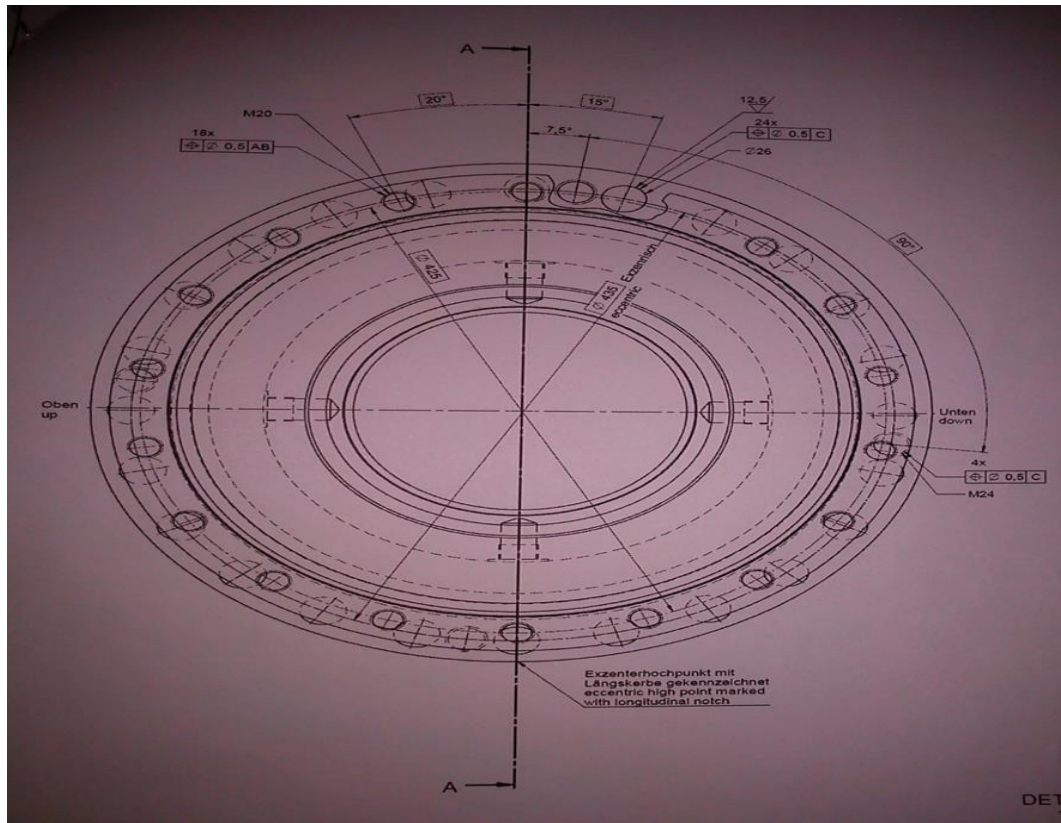 A
20°
15°
12,5
M20
24x
18x
7,5°
⌖ ⌀ 0,5 C
⌖ ⌀ 0,5 AB
⌀26
90°
⌀ 425
⌀ 435
Exzentrisch
eccentric
Oben
up
Unten
down
4x
⌖ ⌀ 0,5 C
M24
Exzenterhochpunkt mit
Längskerbe gekennzeichnet
eccentric high point marked
with longitudinal notch
A
DET